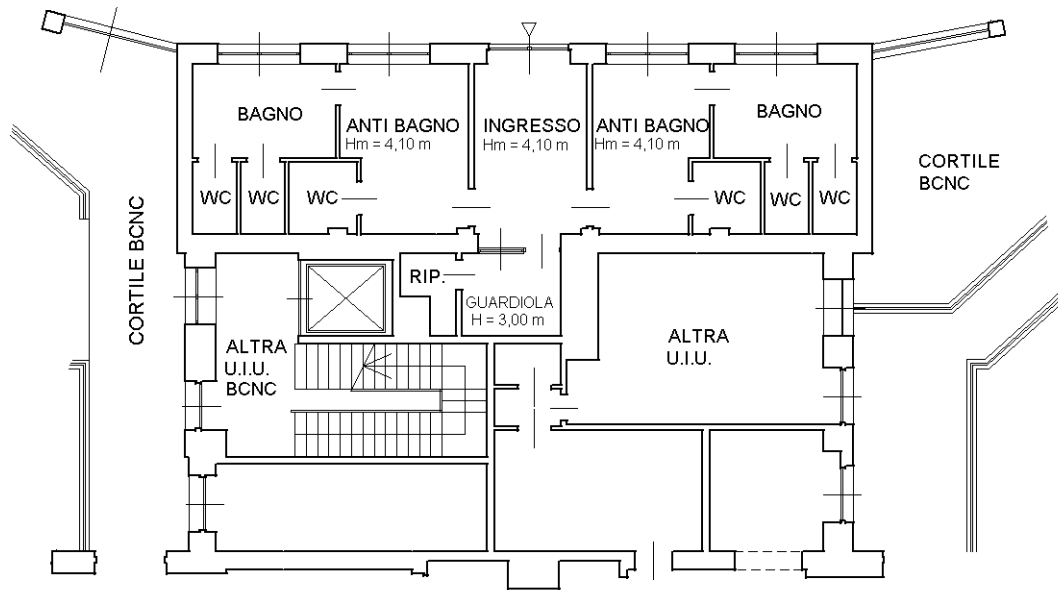 BAGNO
ANTI BAGNO
Hm = 4,10 m
INGRESSO
Hm = 4,10 m
ANTI BAGNO
Hm = 4,10 m
BAGNO
CORTILE
BCNC
WC
WC
WC
WC
WC
WC
CORTILE BCNC
RIP.
GUARDIOLA
H = 3,00 m
ALTRA
U.I.U.
BCNC
ALTRA
U.I.U.